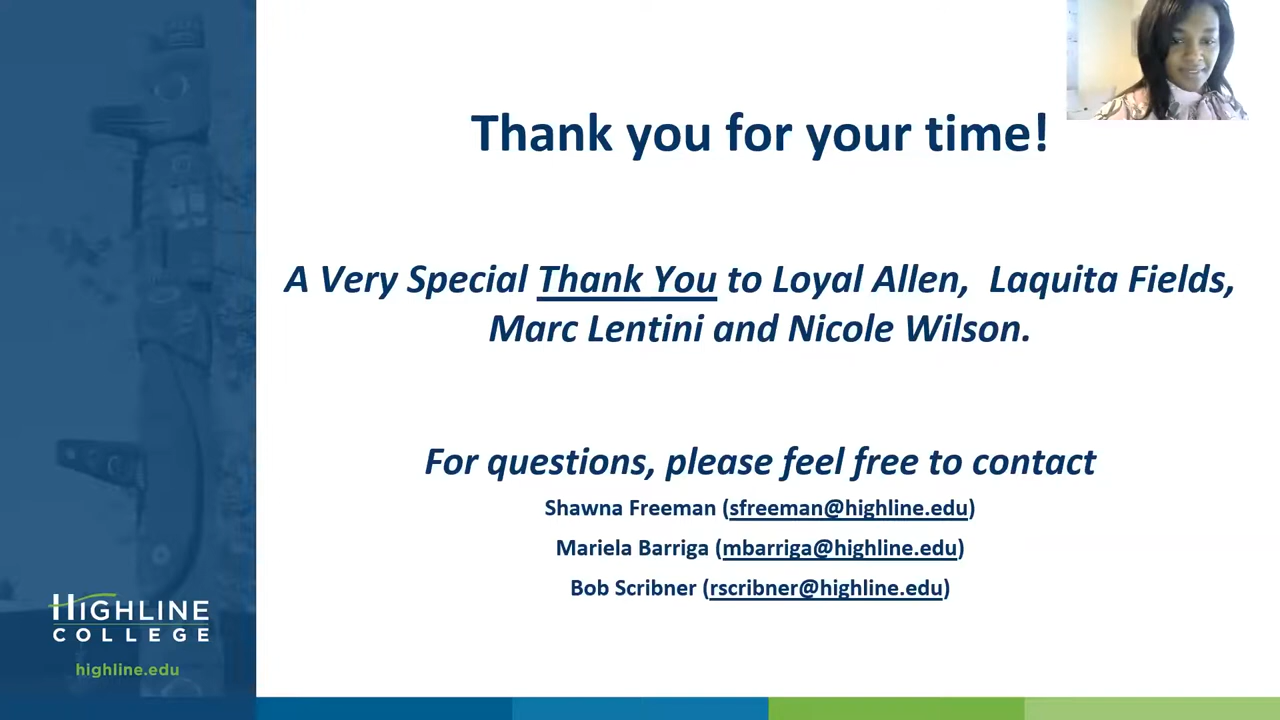 Thank you for your time!
A Very Special Thank You to Loyal Allen,  Laquita Fields,
Marc Lentini and Nicole Wilson.
For questions, please feel free to contact
Shawna Freeman (sfreeman@highline.edu)
Mariela Barriga (mbarriga@highline.edu)
Bob Scribner (rscribner@highline.edu)
HIGHLINE
COLLEGE
highline.edu